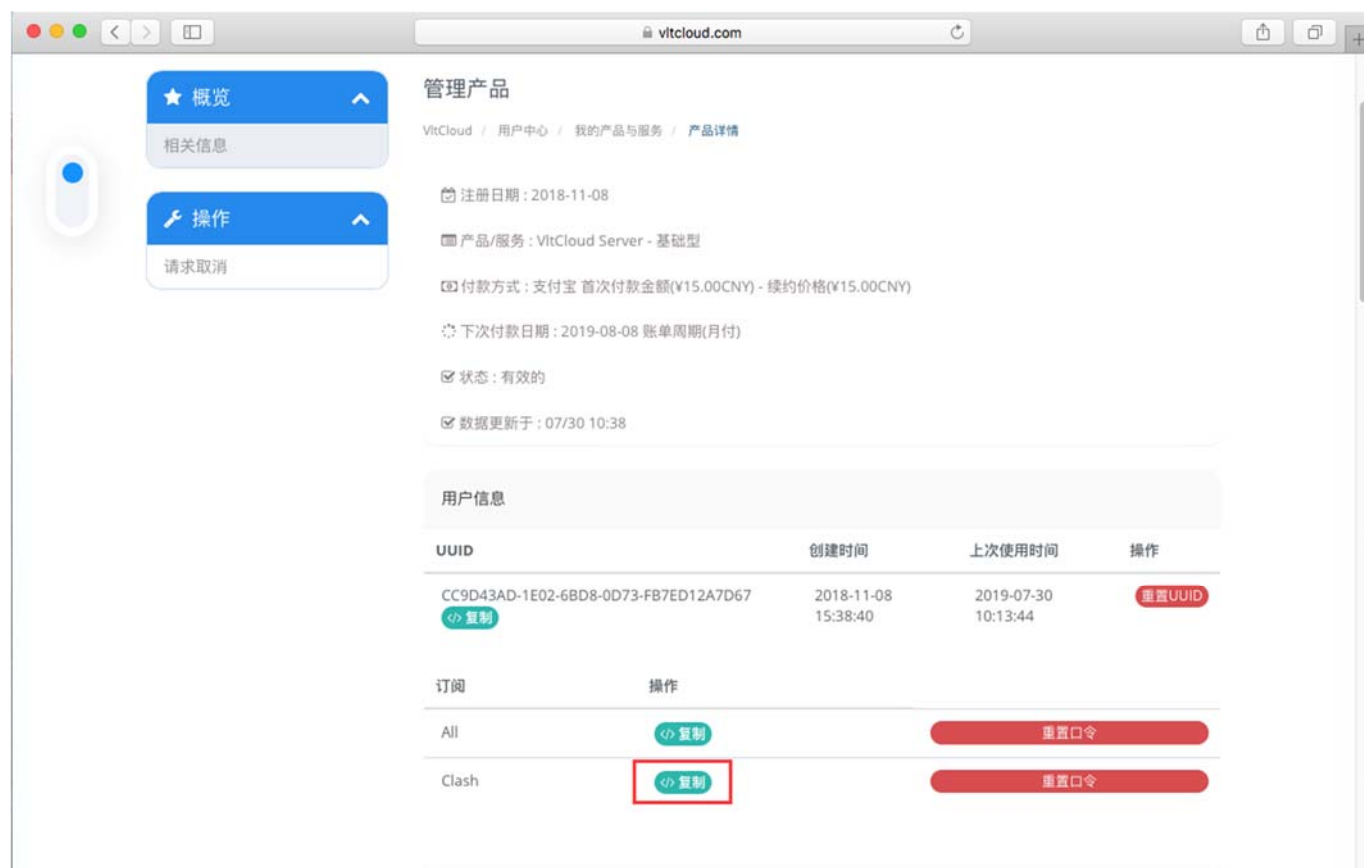 vltcloud.com
概览
相关信息
操作
请求取消
管理产品
VltCloud / 用户中心 / 我的产品与服务 / 产品详情
注册日期 : 2018-11-08
产品/服务 : VltCloud Server - 基础型
付款方式 : 支付宝 首次付款金额(¥15.00CNY) - 续约价格(¥15.00CNY)
下次付款日期 : 2019-08-08 账单周期(月付)
状态 : 有效的
数据更新于 : 07/30 10:38
用户信息
UUID 创建时间 上次使用时间 操作
CC9D43AD-1E02-6BD8-0D73-FB7ED12A7D67 2018-11-08 2019-07-30 重置UUID
</> 复制 15:38:40 10:13:44
订阅 操作
All </> 复制 重置口令
Clash </> 复制 重置口令